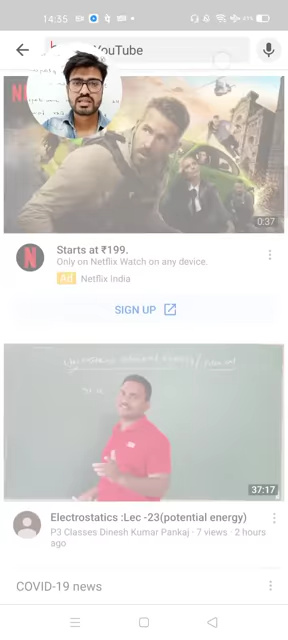 14:35
41%
YouTube
N
0:37
N
Starts at ₹199.
Only on Netflix Watch on any device.
Ad Netflix India
SIGN UP
37:17
Electrostatics :Lec -23(potential energy)
P3 Classes Dinesh Kumar Pankaj · 7 views · 2 hours
ago
COVID-19 news